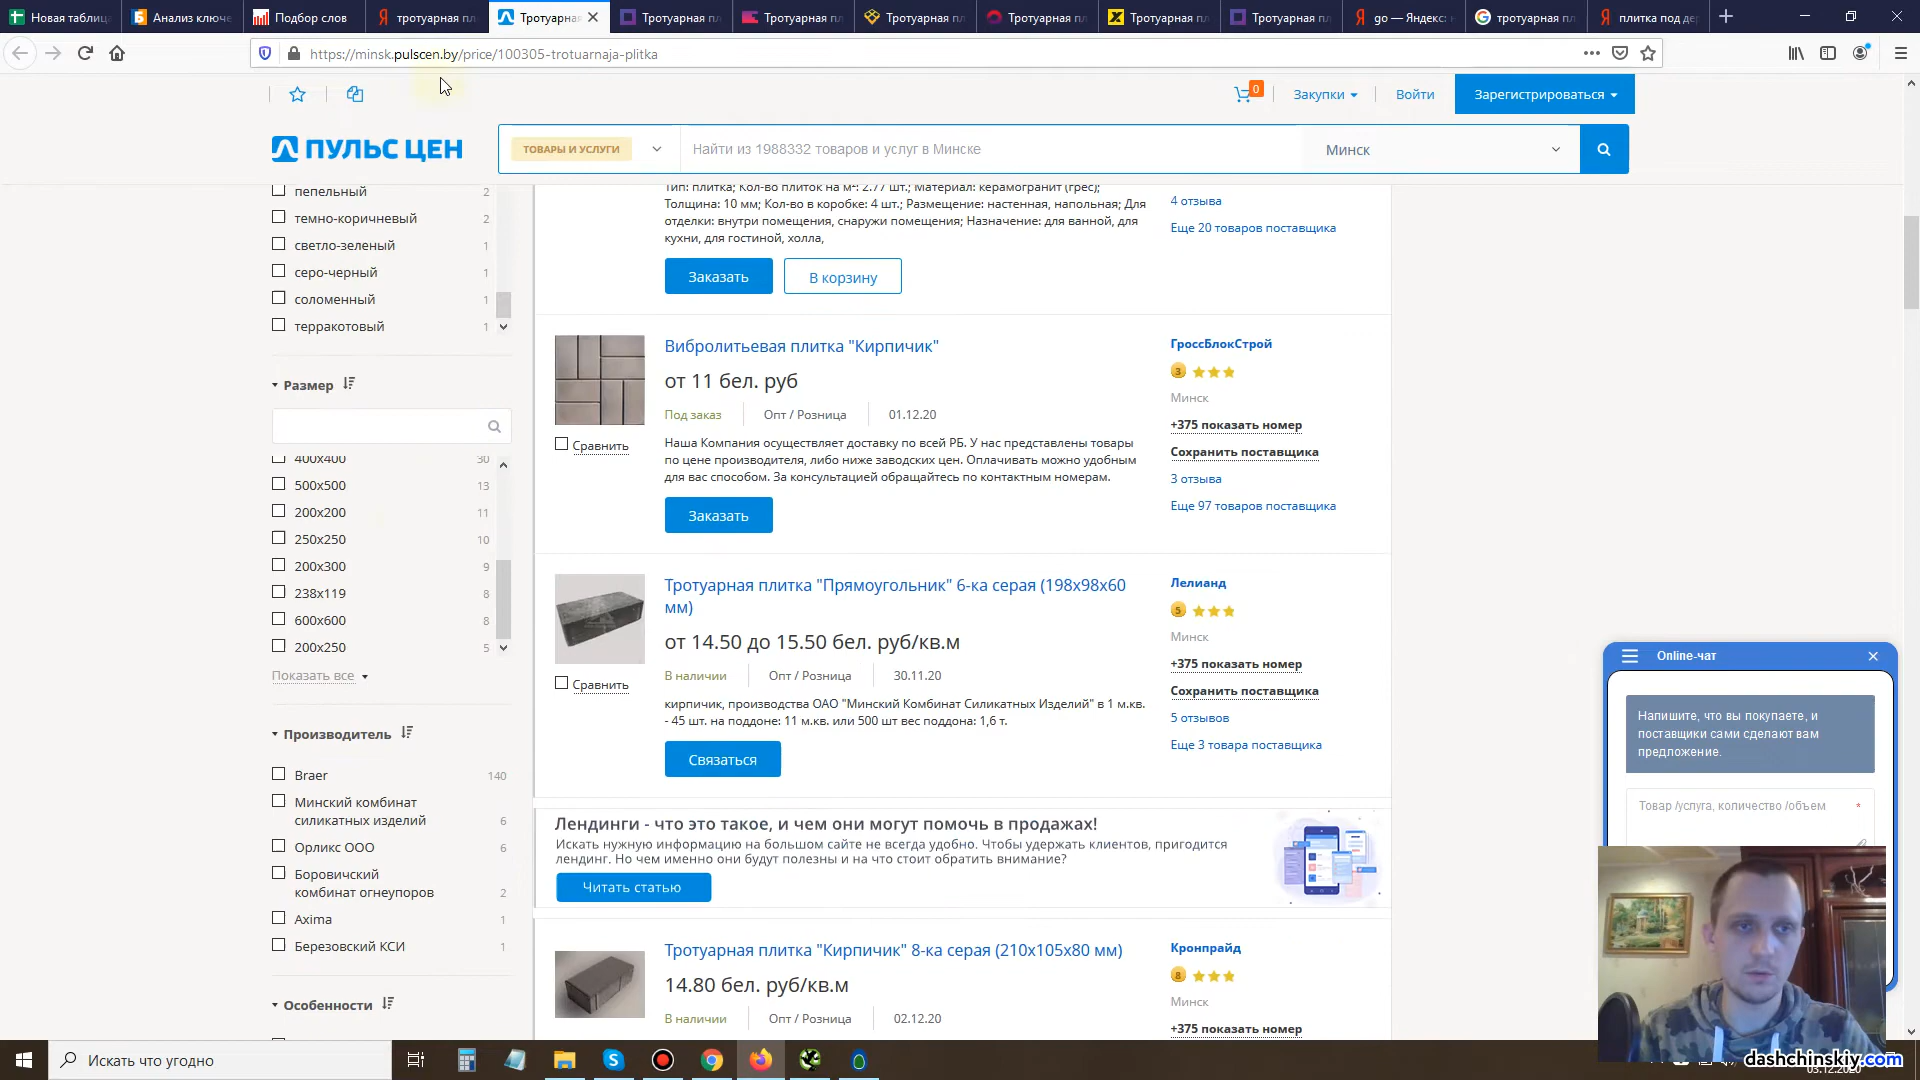 Новая таблиц
Анализ ключе
Подбор слов
тротуарная пл
Тротуарна
Тротуарная пл
Тротуарная пл
Тротуарная пл
Тротуарная пл
Тротуарная пл
Тротуарная пл
go — Яндекс: н
тротуарная пл
плитка под де
https://minsk.pulscen.by/price/100305-trotuarnaja-plitka
0
Закупки
Войти
Зарегистрироваться
ПУЛЬС ЦЕН
ТОВАРЫ И УСЛУГИ
Найти из 1988332 товаров и услуг в Минске
Минск
пепельный 2
темно-коричневый 2
светло-зеленый 1
серо-черный 1
соломенный 1
терракотовый 1
Размер
400x400 30
500x500 13
200x200 11
250x250 10
200x300 9
238x119 8
600x600 8
200x250 5
Показать все
Производитель
Braer 140
Минский комбинат
силикатных изделий 6
Орликс ООО 6
Боровичский
комбинат огнеупоров 2
Axima 1
Березовский КСИ 1
Особенности
Тип: плитка; Кол-во плиток на м²: 2.77 шт.; Материал: керамогранит (грес);
Толщина: 10 мм; Кол-во в коробке: 4 шт.; Размещение: настенная, напольная; Для
отделки: внутри помещения, снаружи помещения; Назначение: для ванной, для
кухни, для гостиной, холла,
Заказать
В корзину
4 отзыва
Еще 20 товаров поставщика
Вибролитьевая плитка "Кирпичик"
от 11 бел. руб
Под заказ
Опт / Розница
01.12.20
Сравнить
Наша Компания осуществляет доставку по всей РБ. У нас представлены товары
по цене производителя, либо ниже заводских цен. Оплачивать можно удобным
для вас способом. За консультацией обращайтесь по контактным номерам.
Заказать
ГроссБлокСтрой
3
Минск
+375 показать номер
Сохранить поставщика
3 отзыва
Еще 97 товаров поставщика
Тротуарная плитка "Прямоугольник" 6-ка серая (198х98х60
мм)
от 14.50 до 15.50 бел. руб/кв.м
В наличии
Опт / Розница
30.11.20
Сравнить
кирпичик, производства ОАО "Минский Комбинат Силикатных Изделий" в 1 м.кв.
- 45 шт. на поддоне: 11 м.кв. или 500 шт вес поддона: 1,6 т.
Связаться
Лелианд
5
Минск
+375 показать номер
Сохранить поставщика
5 отзывов
Еще 3 товара поставщика
Лендинги - что это такое, и чем они могут помочь в продажах!
Искать нужную информацию на большом сайте не всегда удобно. Чтобы удержать клиентов, пригодится
лендинг. Но чем именно они будут полезны и на что стоит обратить внимание?
Читать статью
Тротуарная плитка "Кирпичик" 8-ка серая (210х105х80 мм)
14.80 бел. руб/кв.м
В наличии
Опт / Розница
02.12.20
Кронпрайд
8
Минск
+375 показать номер
Online-чат
Напишите, что вы покупаете, и
поставщики сами сделают вам
предложение.
Товар /услуга, количество /объем *
Искать что угодно
dashchinskiy.com
03.12.2020